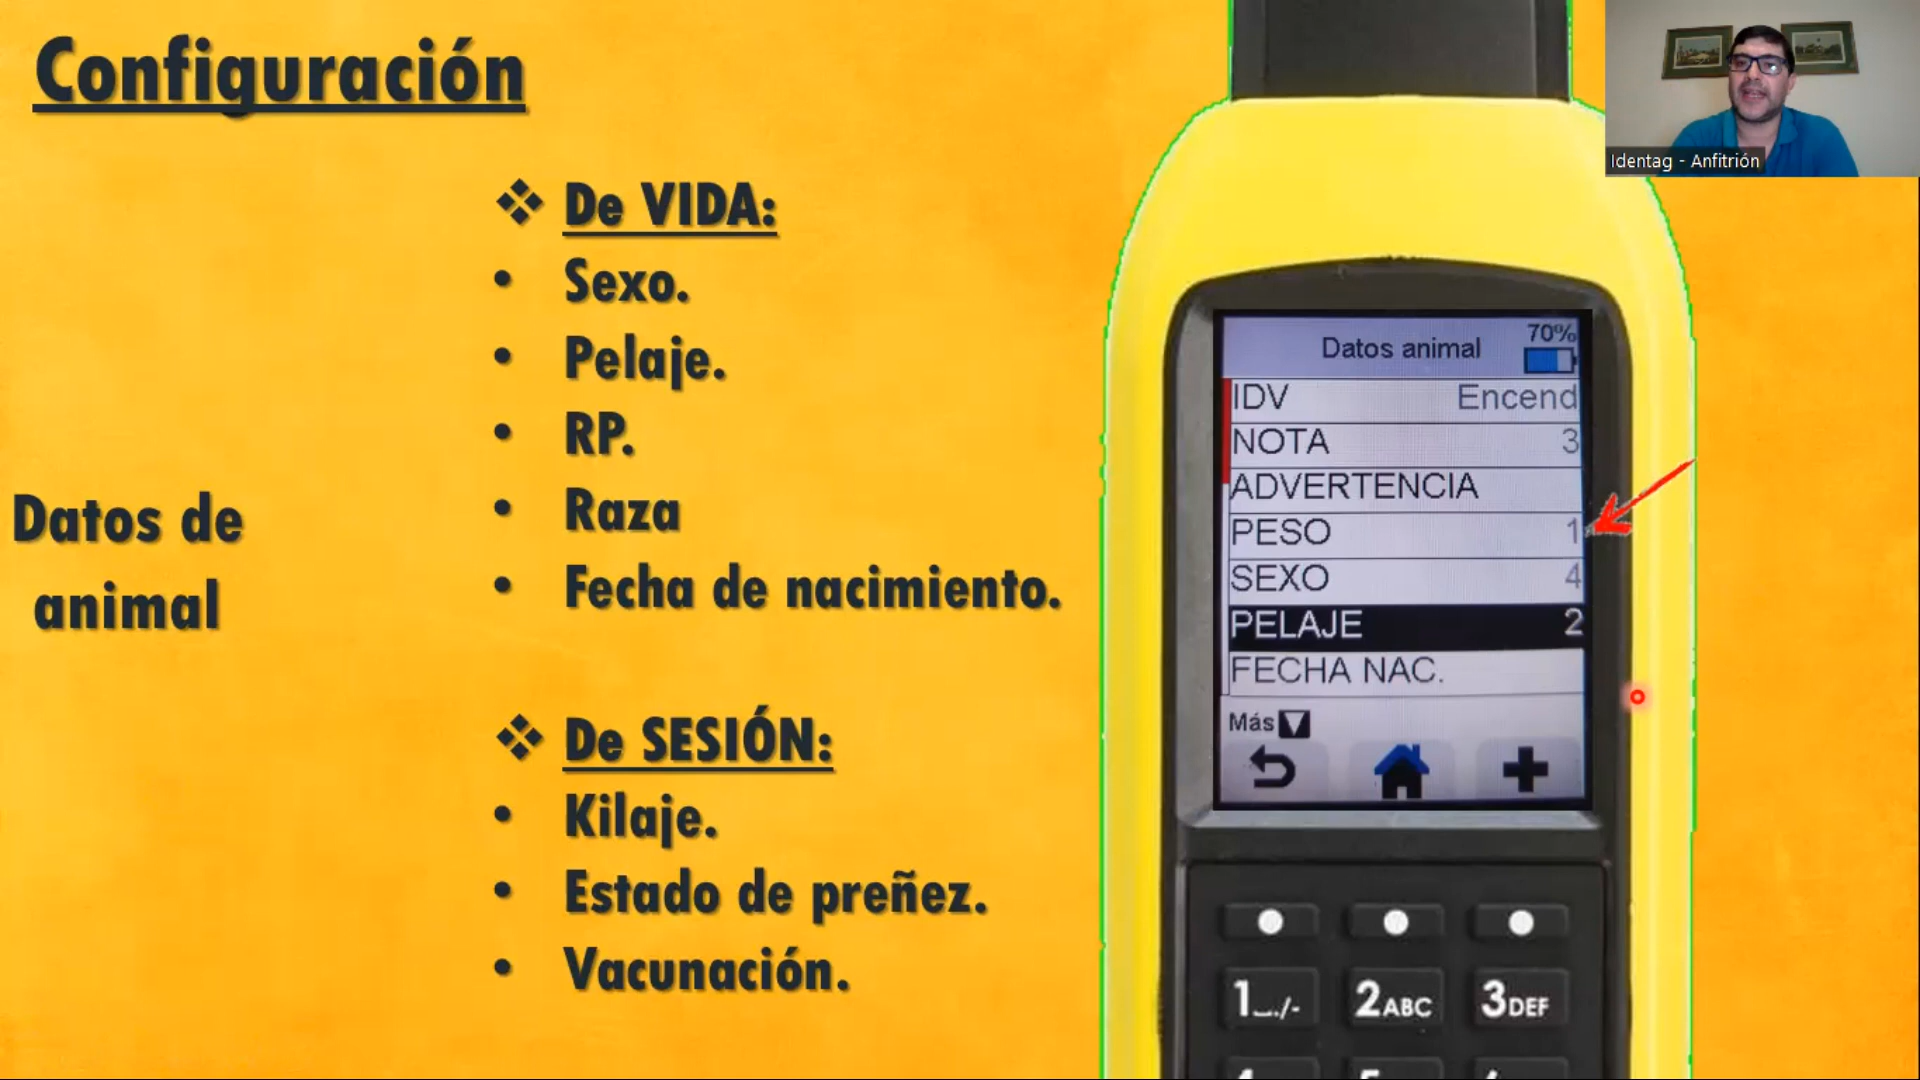 Configuración
De VIDA:
Sexo.
Pelaje.
RP.
Raza
Fecha de nacimiento.
Datos de
animal
De SESIÓN:
Kilaje.
Estado de preñez.
Vacunación.
Identag - Anfitrión
Datos animal 70%
IDV Encend
NOTA 3
ADVERTENCIA
PESO 1
SEXO 4
PELAJE 2
FECHA NAC.
Más
1_./- 2ABC 3DEF